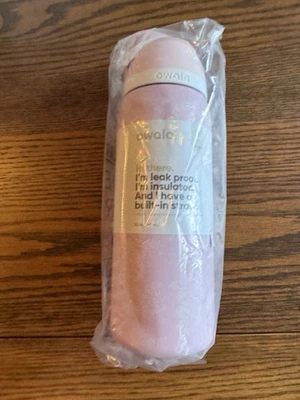 owala
owala
Hi there.
I'm leak proof.
I'm insulated.
And I have a
built-in straw.